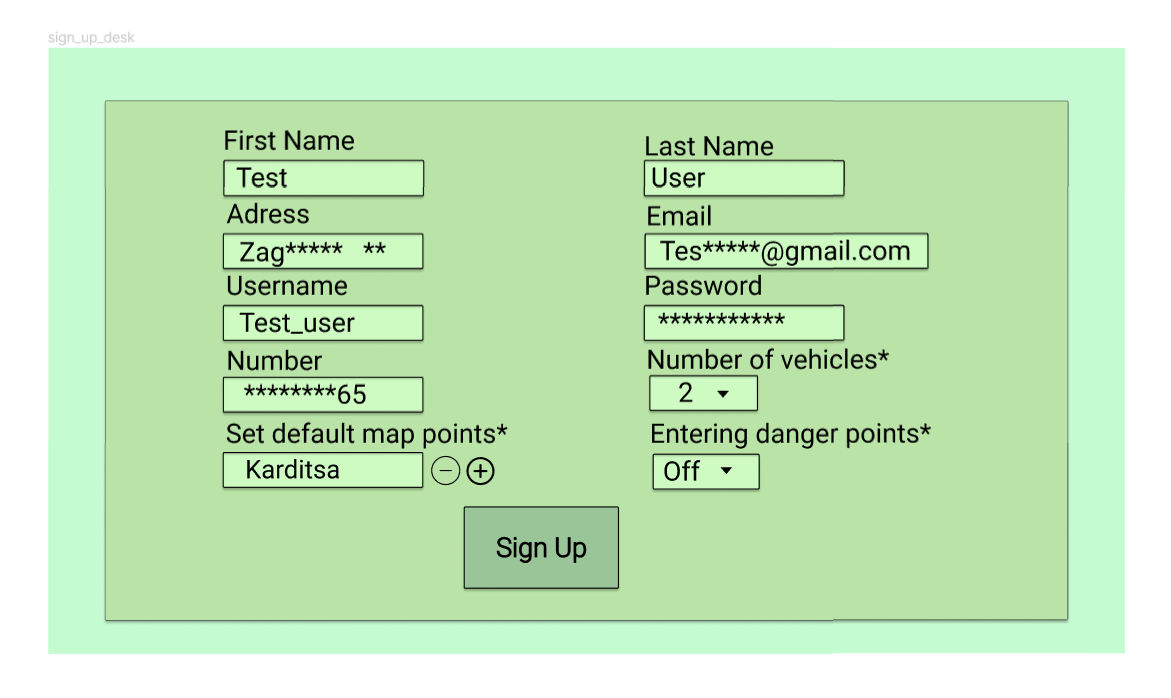 sign_up_desk
First Name
Test
Last Name
User
Adress
Zag***** **
Email
Tes*****@gmail.com
Username
Test_user
Password
***********
Number
********65
Number of vehicles*
2
Set default map points*
Karditsa
Entering danger points*
Off
Sign Up